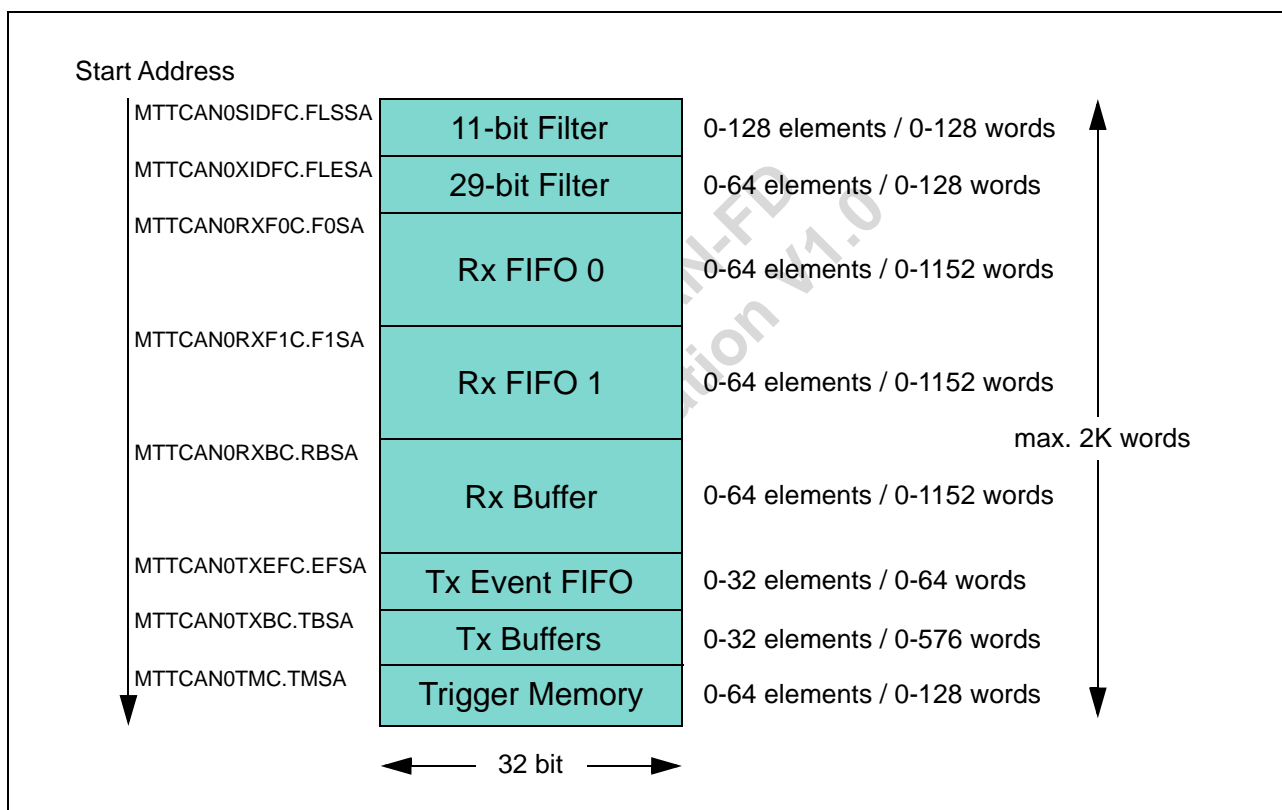 Start Address
MTTCAN0SIDFC.FLSSA
11-bit Filter
0-128 elements / 0-128 words
MTTCAN0XIDFC.FLESA
29-bit Filter
0-64 elements / 0-128 words
MTTCAN0RXF0C.F0SA
Rx FIFO 0
0-64 elements / 0-1152 words
MTTCAN0RXF1C.F1SA
Rx FIFO 1
0-64 elements / 0-1152 words
max. 2K words
MTTCAN0RXBC.RBSA
Rx Buffer
0-64 elements / 0-1152 words
MTTCAN0TXEFC.EFSA
Tx Event FIFO
0-32 elements / 0-64 words
MTTCAN0TXBC.TBSA
Tx Buffers
0-32 elements / 0-576 words
MTTCAN0TMC.TMSA
Trigger Memory
0-64 elements / 0-128 words
32 bit
V1.0